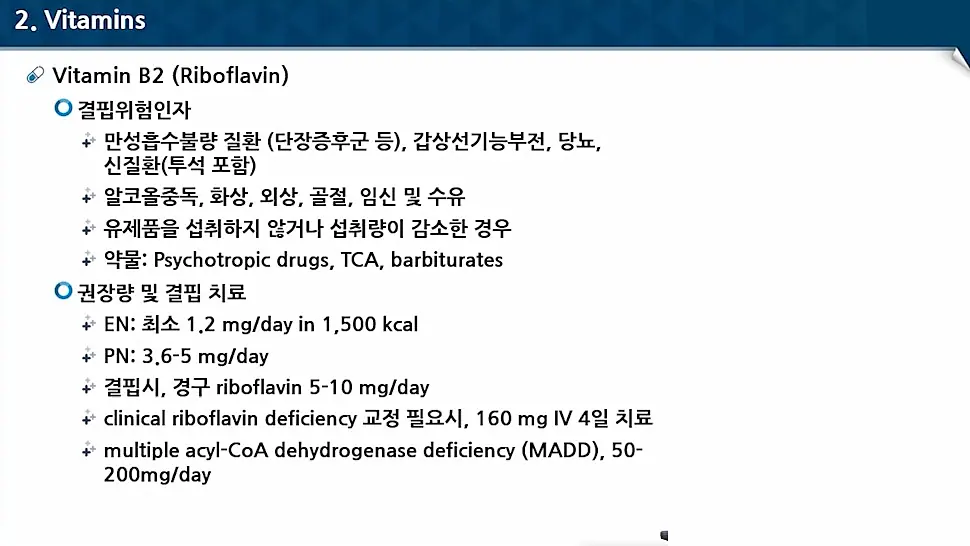 2. Vitamins
Vitamin B2 (Riboflavin)
결핍위험인자
만성흡수불량 질환 (단장증후군 등), 갑상선기능부전, 당뇨,
신질환(투석 포함)
알코올중독, 화상, 외상, 골절, 임신 및 수유
유제품을 섭취하지 않거나 섭취량이 감소한 경우
약물: Psychotropic drugs, TCA, barbiturates
권장량 및 결핍 치료
EN: 최소 1.2 mg/day in 1,500 kcal
PN: 3.6-5 mg/day
결핍시, 경구 riboflavin 5-10 mg/day
clinical riboflavin deficiency 교정 필요시, 160 mg IV 4일 치료
multiple acyl-CoA dehydrogenase deficiency (MADD), 50-
200mg/day